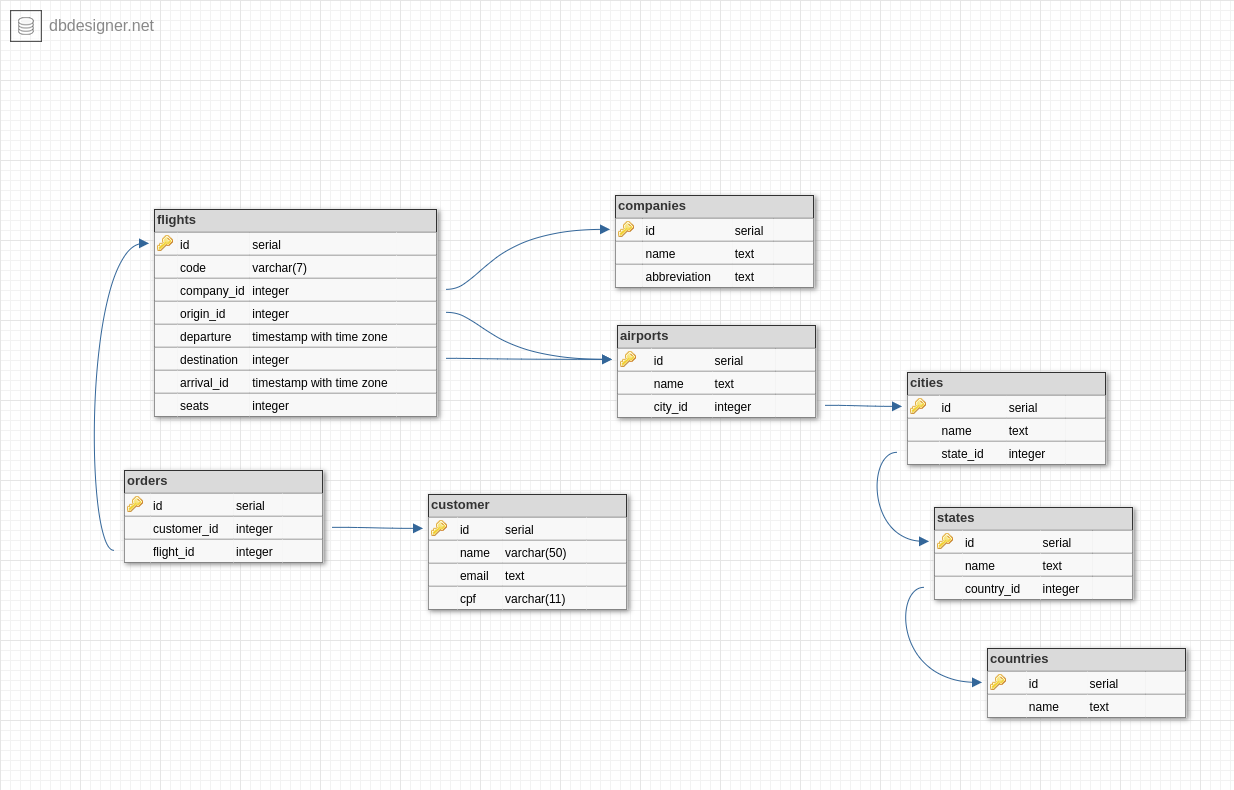 dbdesigner.net
flights
id serial
code varchar(7)
company_id integer
origin_id integer
departure timestamp with time zone
destination integer
arrival_id timestamp with time zone
seats integer
companies
id serial
name text
abbreviation text
airports
id serial
name text
city_id integer
cities
id serial
name text
state_id integer
orders
id serial
customer_id integer
flight_id integer
customer
id serial
name varchar(50)
email text
cpf varchar(11)
states
id serial
name text
country_id integer
countries
id serial
name text